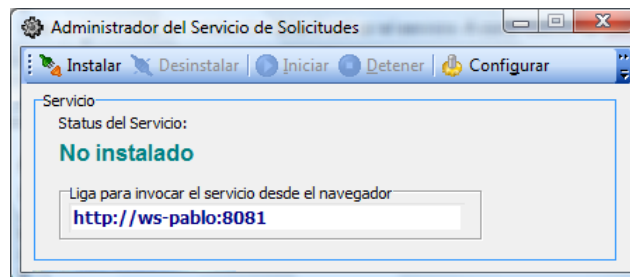 Administrador del Servicio de Solicitudes
Instalar Desinstalar Iniciar Detener Configurar
Servicio
Status del Servicio:
No instalado
Liga para invocar el servicio desde el navegador
http://ws-pablo:8081